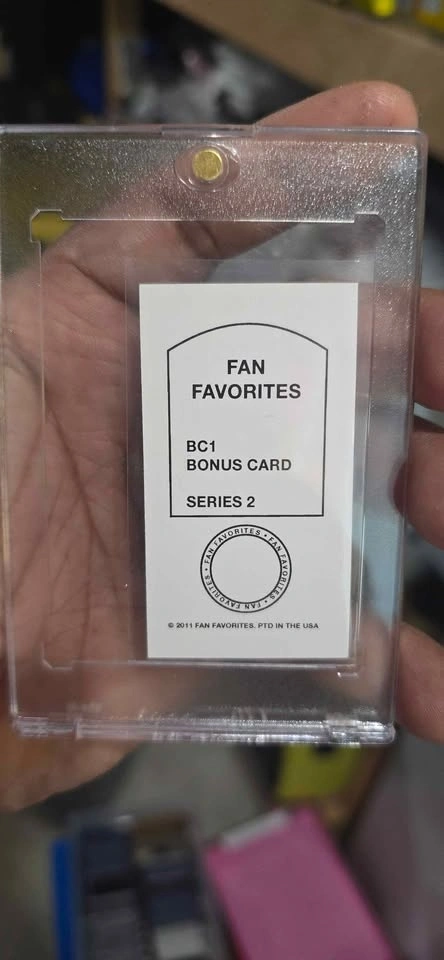 FAN
FAVORITES
BC1
BONUS CARD
SERIES 2
FAN FAVORITES • FAN FAVORITES • FAN FAVORITES •
© 2011 FAN FAVORITES. PTD IN THE USA